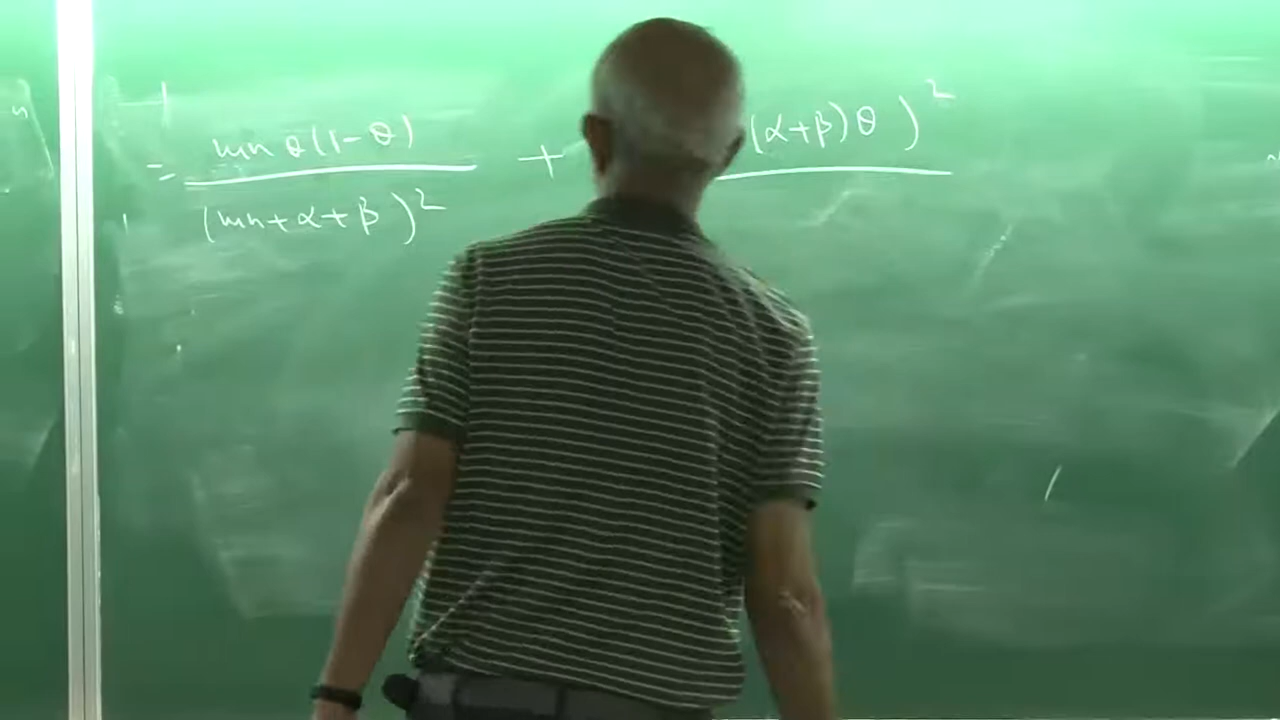 = mn θ(1-θ) + (α+β)θ )²
(mn+α+β)²